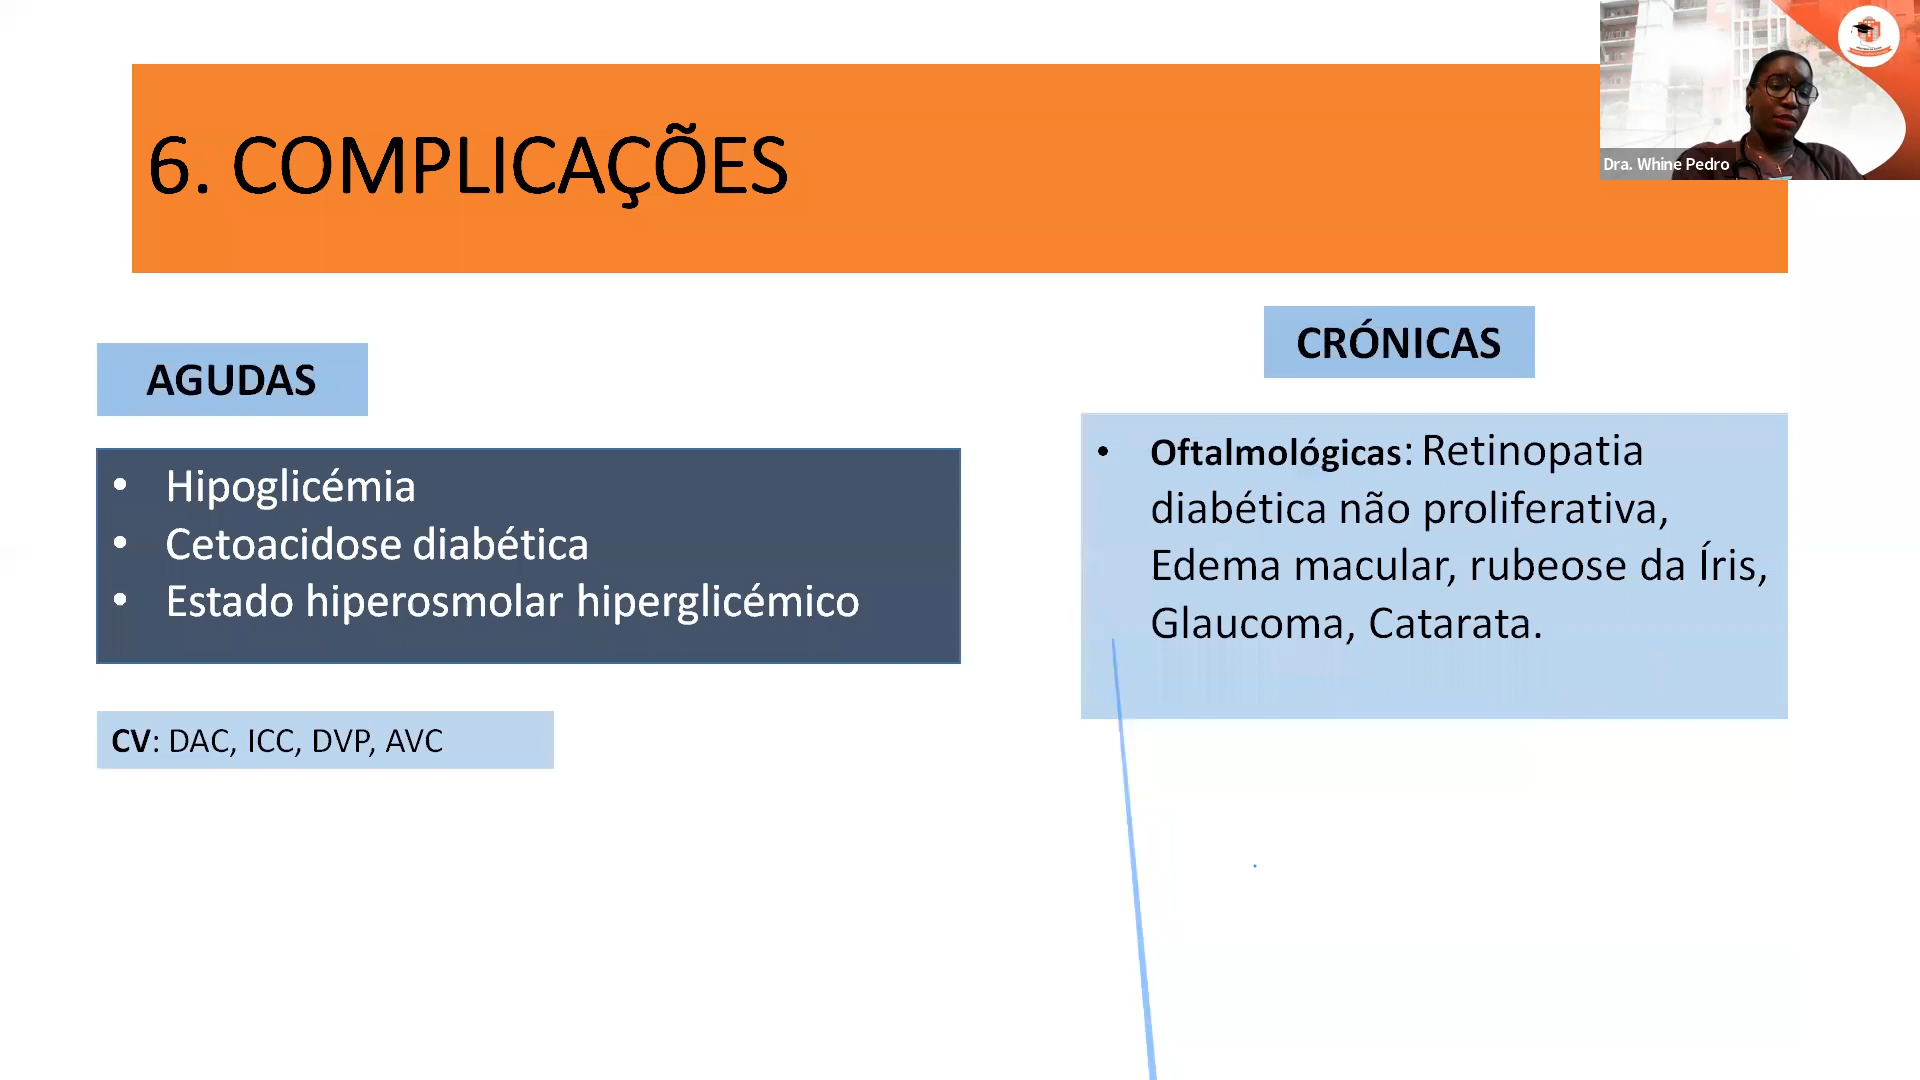 6. COMPLICAÇÕES
Dra. Whine Pedro
AGUDAS
• Hipoglicémia
• Cetoacidose diabética
• Estado hiperosmolar hiperglicémico
CV: DAC, ICC, DVP, AVC
CRÓNICAS
• Oftalmológicas: Retinopatia
diabética não proliferativa,
Edema macular, rubeose da Íris,
Glaucoma, Catarata.